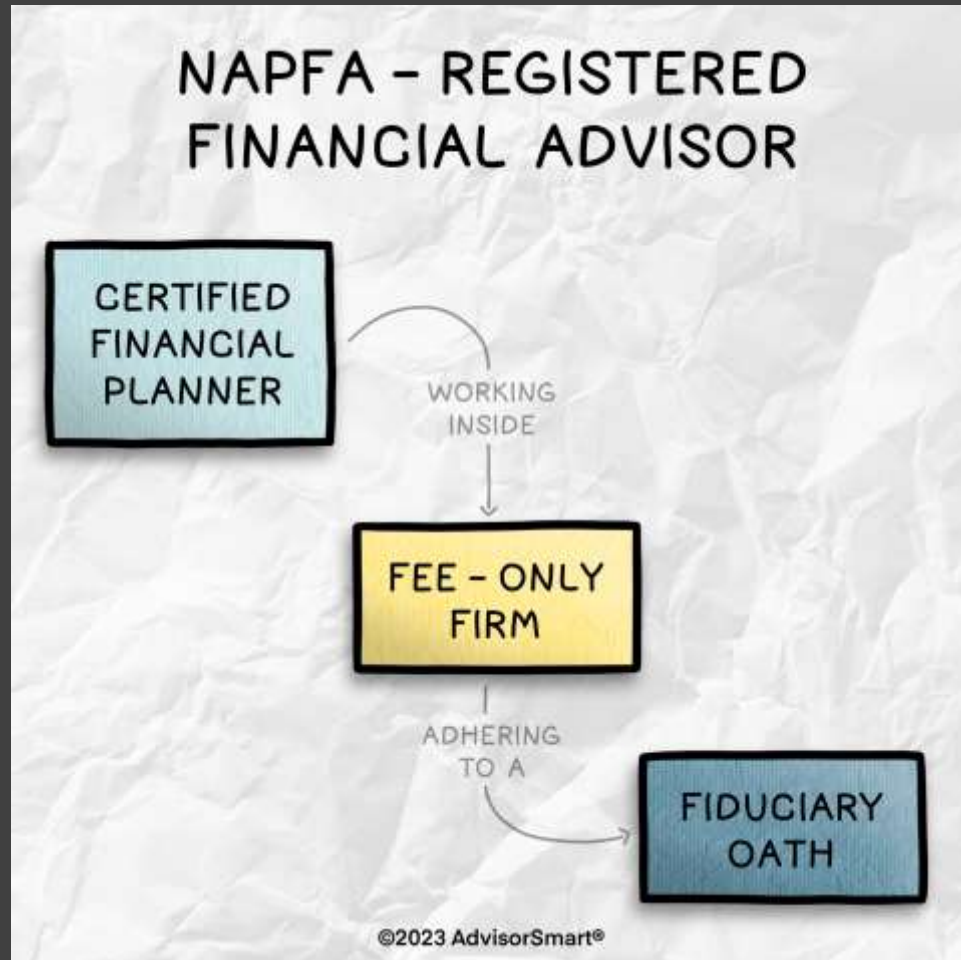 NAPFA - REGISTERED
FINANCIAL ADVISOR
CERTIFIED
FINANCIAL
PLANNER
WORKING
INSIDE
FEE - ONLY
FIRM
ADHERING
TO A
FIDUCIARY
OATH
©2023 AdvisorSmart®